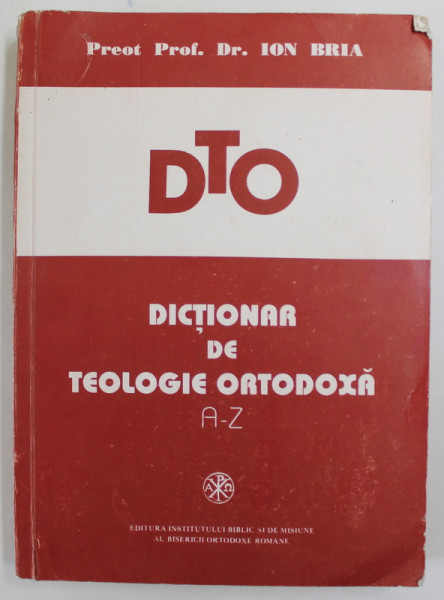 Preot Prof. Dr. ION BRIA
DTO
DICȚIONAR
DE
TEOLOGIE ORTODOXĂ
A-Z
A P Ω
EDITURA INSTITUTULUI BIBLIC ȘI DE MISIUNE
AL BISERICII ORTODOXE ROMÂNE